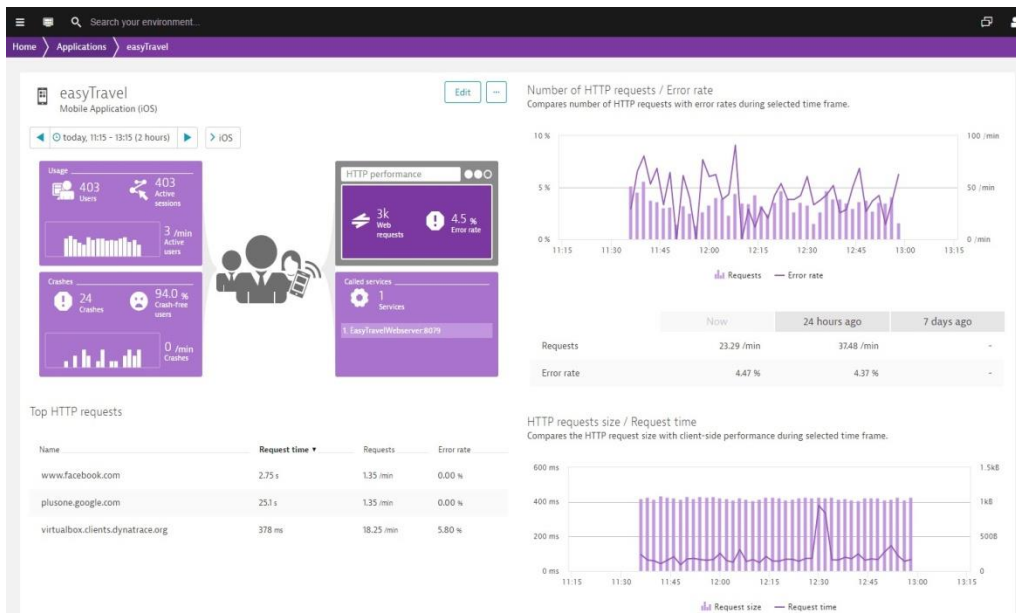 Search your environment...
Home Applications easyTravel
easyTravel
Mobile Application (iOS)
Edit ...
today, 11:15 - 13:15 (2 hours) iOS
Usage
403 Users
403 Active sessions
3 /min Active users
Crashes
24 Crashes
94.0 % Crash-free users
0 /min Crashes
HTTP performance
3k Web requests
4.5 % Error rate
Called services
1 Services
1. EasyTravelWebserver:8079
Top HTTP requests
Name Request time ▾ Requests Error rate
www.facebook.com 2.75 s 1.35 /min 0.00 %
plusone.google.com 25.1 s 1.35 /min 0.00 %
virtualbox.clients.dynatrace.org 378 ms 18.25 /min 5.80 %
Number of HTTP requests / Error rate
Compares number of HTTP requests with error rates during selected time frame.
10 % 100 /min
5 % 50 /min
0 % 0 /min
11:15 11:30 11:45 12:00 12:15 12:30 12:45 13:00 13:15
Requests Error rate
Now 24 hours ago 7 days ago
Requests 23.29 /min 37.48 /min -
Error rate 4.47 % 4.37 % -
HTTP requests size / Request time
Compares the HTTP request size with client-side performance during selected time frame.
600 ms 1.5kB
400 ms 1kB
200 ms 500B
0 ms 0
11:15 11:30 11:45 12:00 12:15 12:30 12:45 13:00 13:15
Request size Request time